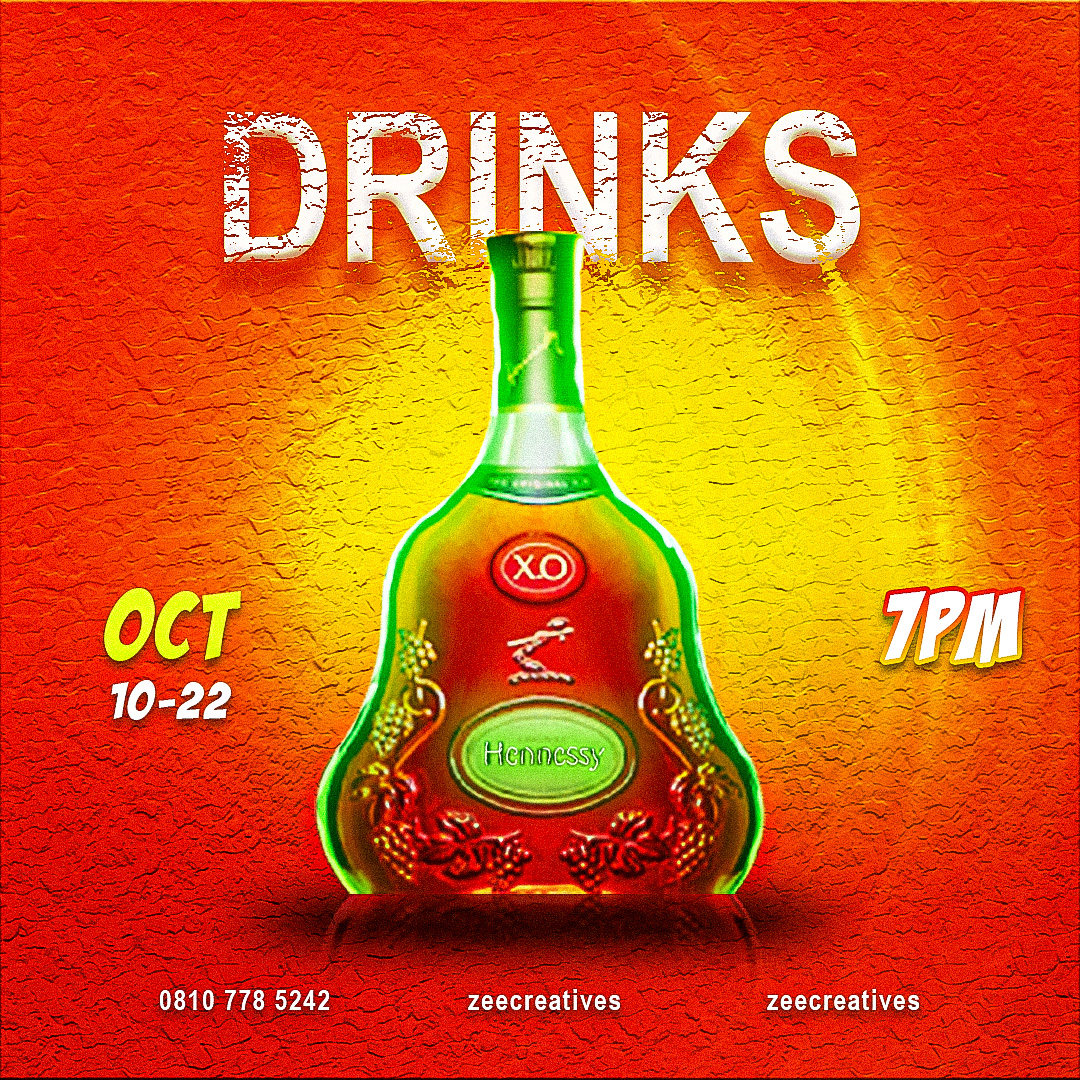 DRINKS
X.O
Hennessy
OCT
10-22
7PM
0810 778 5242
zeecreatives
zeecreatives